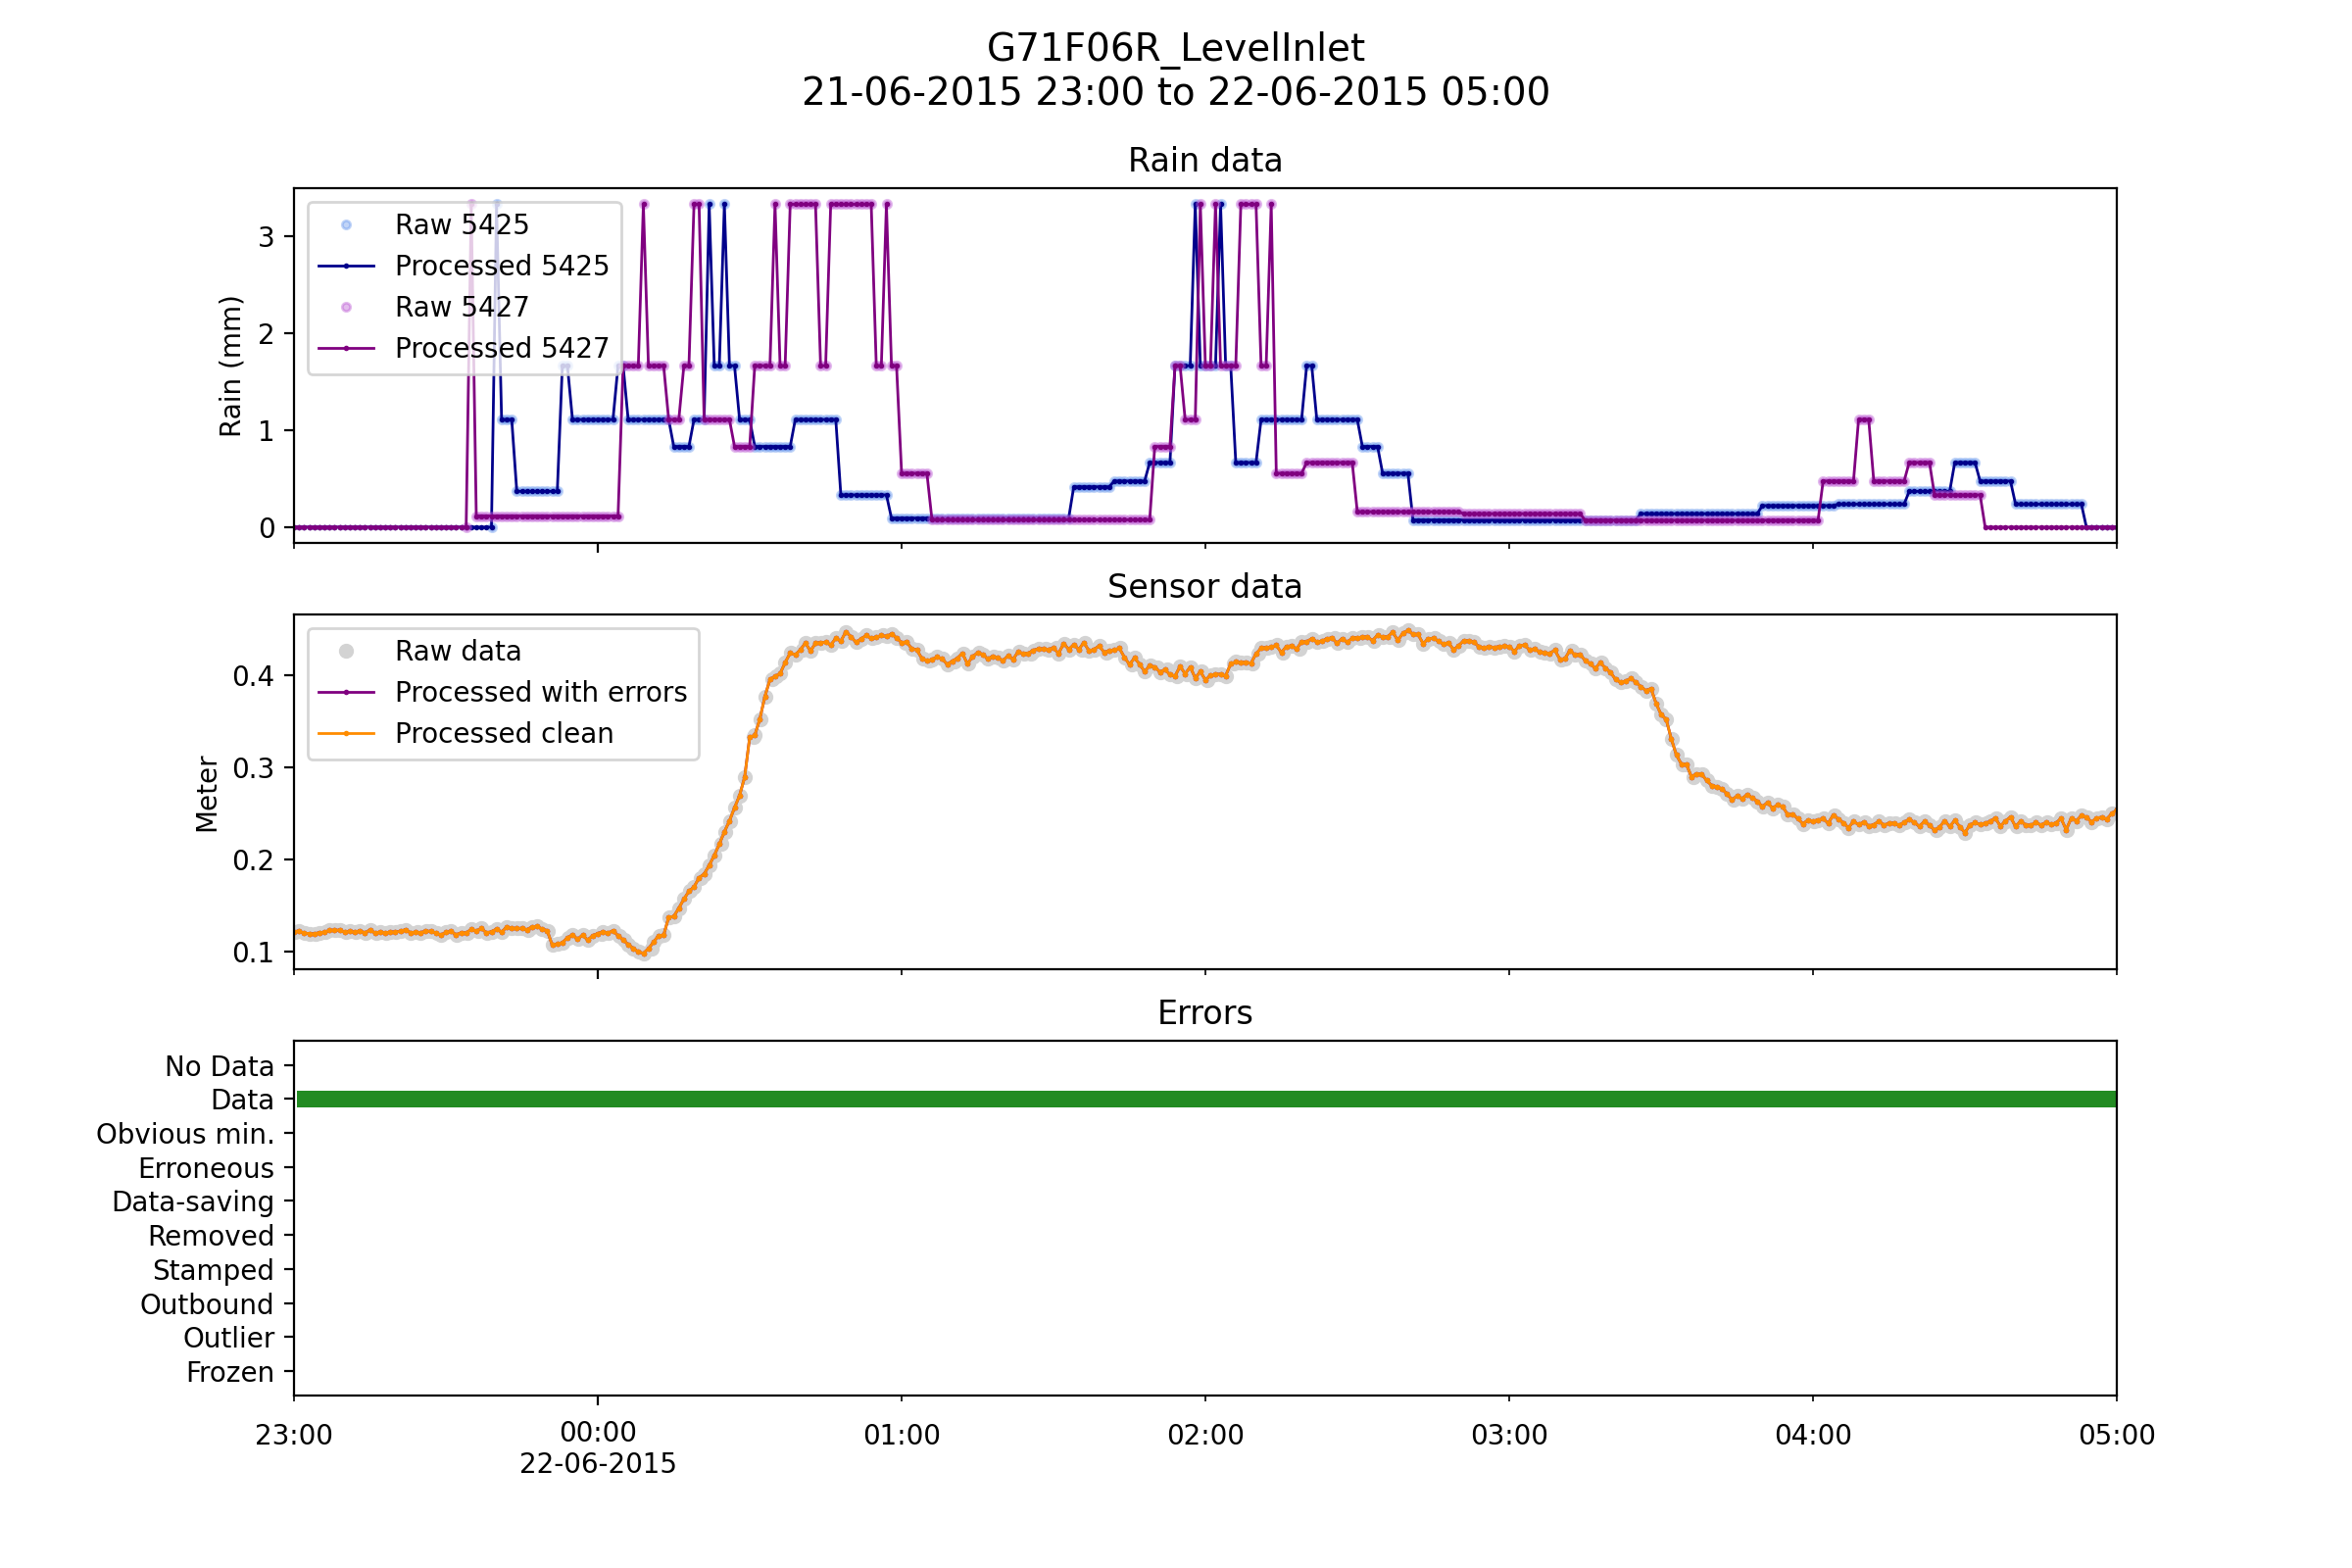 G71F06R_LevelInlet
21-06-2015 23:00 to 22-06-2015 05:00
Rain data
Rain (mm)
3
2
1
0
Raw 5425
Processed 5425
Raw 5427
Processed 5427
Sensor data
Meter
0.4
0.3
0.2
0.1
Raw data
Processed with errors
Processed clean
Errors
No Data
Data
Obvious min.
Erroneous
Data-saving
Removed
Stamped
Outbound
Outlier
Frozen
23:00 00:00 01:00 02:00 03:00 04:00 05:00
22-06-2015